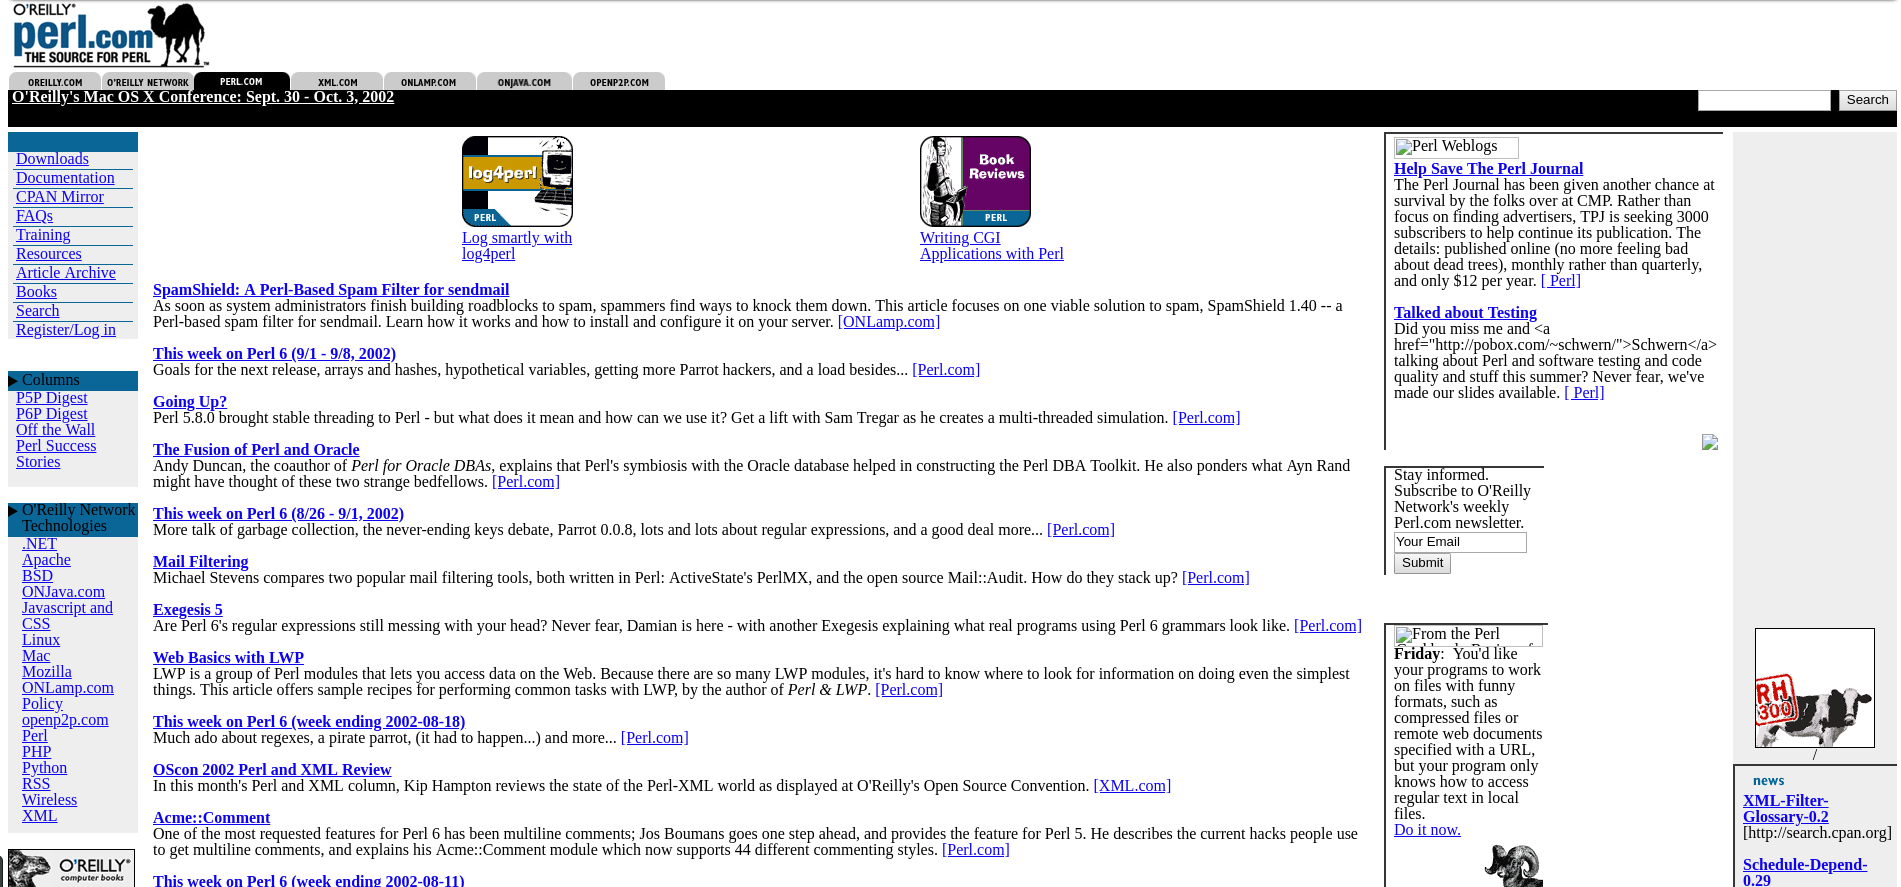 O'REILLY®
perl.com
THE SOURCE FOR PERL ™
OREILLY.COM O'REILLY NETWORK PERL.COM XML.COM ONLAMP.COM ONJAVA.COM OPENP2P.COM
O'Reilly's Mac OS X Conference: Sept. 30 - Oct. 3, 2002
Search
Downloads
Documentation
CPAN Mirror
FAQs
Training
Resources
Article Archive
Books
Search
Register/Log in
Columns
P5P Digest
P6P Digest
Off the Wall
Perl Success
Stories
O'Reilly Network
Technologies
.NET
Apache
BSD
ONJava.com
Javascript and
CSS
Linux
Mac
Mozilla
ONLamp.com
Policy
openp2p.com
Perl
PHP
Python
RSS
Wireless
XML
O'REILLY®
computer books
log4perl
PERL
Log smartly with
log4perl
Book
Reviews
PERL
Writing CGI
Applications with Perl
SpamShield: A Perl-Based Spam Filter for sendmail
As soon as system administrators finish building roadblocks to spam, spammers find ways to knock them down. This article focuses on one viable solution to spam, SpamShield 1.40 -- a
Perl-based spam filter for sendmail. Learn how it works and how to install and configure it on your server. [ONLamp.com]
This week on Perl 6 (9/1 - 9/8, 2002)
Goals for the next release, arrays and hashes, hypothetical variables, getting more Parrot hackers, and a load besides... [Perl.com]
Going Up?
Perl 5.8.0 brought stable threading to Perl - but what does it mean and how can we use it? Get a lift with Sam Tregar as he creates a multi-threaded simulation. [Perl.com]
The Fusion of Perl and Oracle
Andy Duncan, the coauthor of Perl for Oracle DBAs, explains that Perl's symbiosis with the Oracle database helped in constructing the Perl DBA Toolkit. He also ponders what Ayn Rand
might have thought of these two strange bedfellows. [Perl.com]
This week on Perl 6 (8/26 - 9/1, 2002)
More talk of garbage collection, the never-ending keys debate, Parrot 0.0.8, lots and lots about regular expressions, and a good deal more... [Perl.com]
Mail Filtering
Michael Stevens compares two popular mail filtering tools, both written in Perl: ActiveState's PerlMX, and the open source Mail::Audit. How do they stack up? [Perl.com]
Exegesis 5
Are Perl 6's regular expressions still messing with your head? Never fear, Damian is here - with another Exegesis explaining what real programs using Perl 6 grammars look like. [Perl.com]
Web Basics with LWP
LWP is a group of Perl modules that lets you access data on the Web. Because there are so many LWP modules, it's hard to know where to look for information on doing even the simplest
things. This article offers sample recipes for performing common tasks with LWP, by the author of Perl & LWP. [Perl.com]
This week on Perl 6 (week ending 2002-08-18)
Much ado about regexes, a pirate parrot, (it had to happen...) and more... [Perl.com]
OScon 2002 Perl and XML Review
In this month's Perl and XML column, Kip Hampton reviews the state of the Perl-XML world as displayed at O'Reilly's Open Source Convention. [XML.com]
Acme::Comment
One of the most requested features for Perl 6 has been multiline comments; Jos Boumans goes one step ahead, and provides the feature for Perl 5. He describes the current hacks people use
to get multiline comments, and explains his Acme::Comment module which now supports 44 different commenting styles. [Perl.com]
This week on Perl 6 (week ending 2002-08-11)
Perl Weblogs
Help Save The Perl Journal
The Perl Journal has been given another chance at
survival by the folks over at CMP. Rather than
focus on finding advertisers, TPJ is seeking 3000
subscribers to help continue its publication. The
details: published online (no more feeling bad
about dead trees), monthly rather than quarterly,
and only $12 per year. [ Perl]
Talked about Testing
Did you miss me and <a
href="http://pobox.com/~schwern/">Schwern</a>
talking about Perl and software testing and code
quality and stuff this summer? Never fear, we've
made our slides available. [ Perl]
Stay informed.
Subscribe to O'Reilly
Network's weekly
Perl.com newsletter.
Your Email
Submit
From the Perl
Friday: You'd like
your programs to work
on files with funny
formats, such as
compressed files or
remote web documents
specified with a URL,
but your program only
knows how to access
regular text in local
files.
Do it now.
RH
300
/
news
XML-Filter-
Glossary-0.2
[http://search.cpan.org]
Schedule-Depend-
0.29